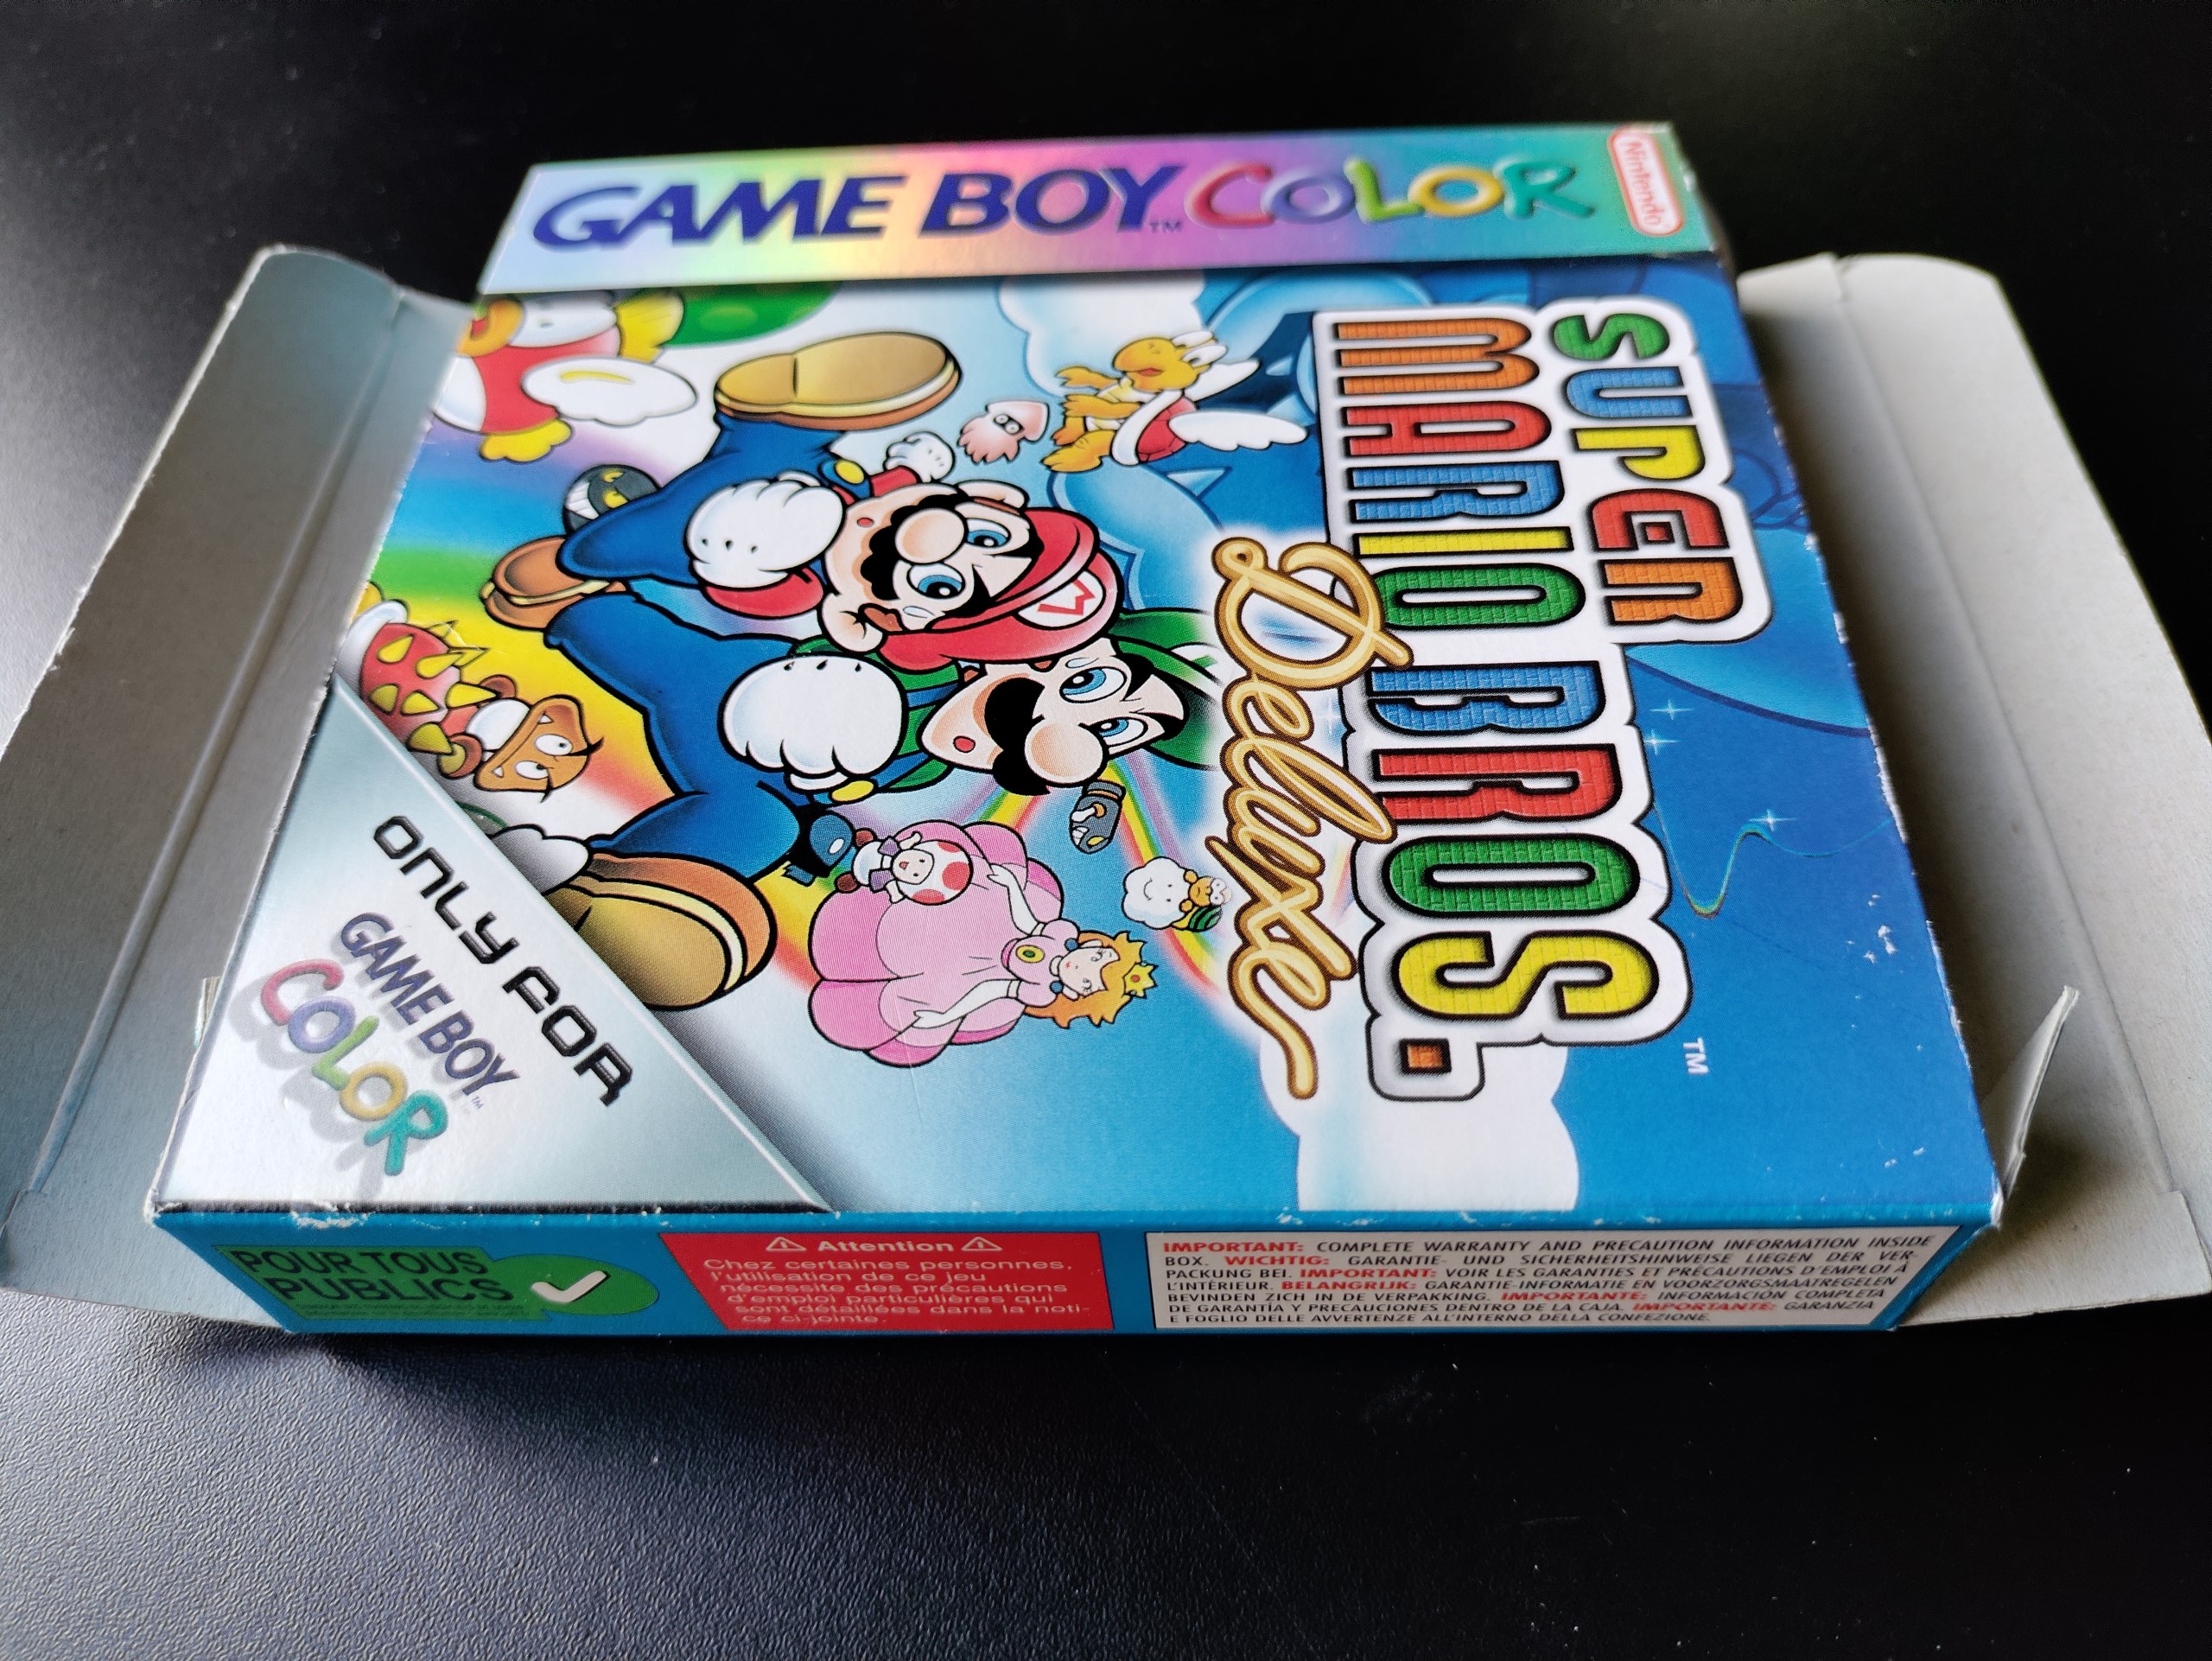 GAME BOY™ COLOR
Nintendo
SUPER
MARIO BROS.™
Deluxe
M
ONLY FOR
GAME BOY™
COLOR
POUR TOUS
PUBLICS
⚠ Attention ⚠
Chez certaines personnes,
l'utilisation de ce jeu
nécessite des précautions
d'emploi particulières qui
sont détaillées dans la noti-
ce ci-jointe.
IMPORTANT: COMPLETE WARRANTY AND PRECAUTION INFORMATION INSIDE
BOX. WICHTIG: GARANTIE- UND SICHERHEITSHINWEISE LIEGEN DER VER-
PACKUNG BEI. IMPORTANT: VOIR LES GARANTIES ET PRÉCAUTIONS D'EMPLOI À
L'INTÉRIEUR. BELANGRIJK: GARANTIE-INFORMATIE EN VOORZORGSMAATREGELEN
BEVINDEN ZICH IN DE VERPAKKING. IMPORTANTE: INFORMACIÓN COMPLETA
DE GARANTÍA Y PRECAUCIONES DENTRO DE LA CAJA. IMPORTANTE: GARANZIA
E FOGLIO DELLE AVVERTENZE ALL'INTERNO DELLA CONFEZIONE.